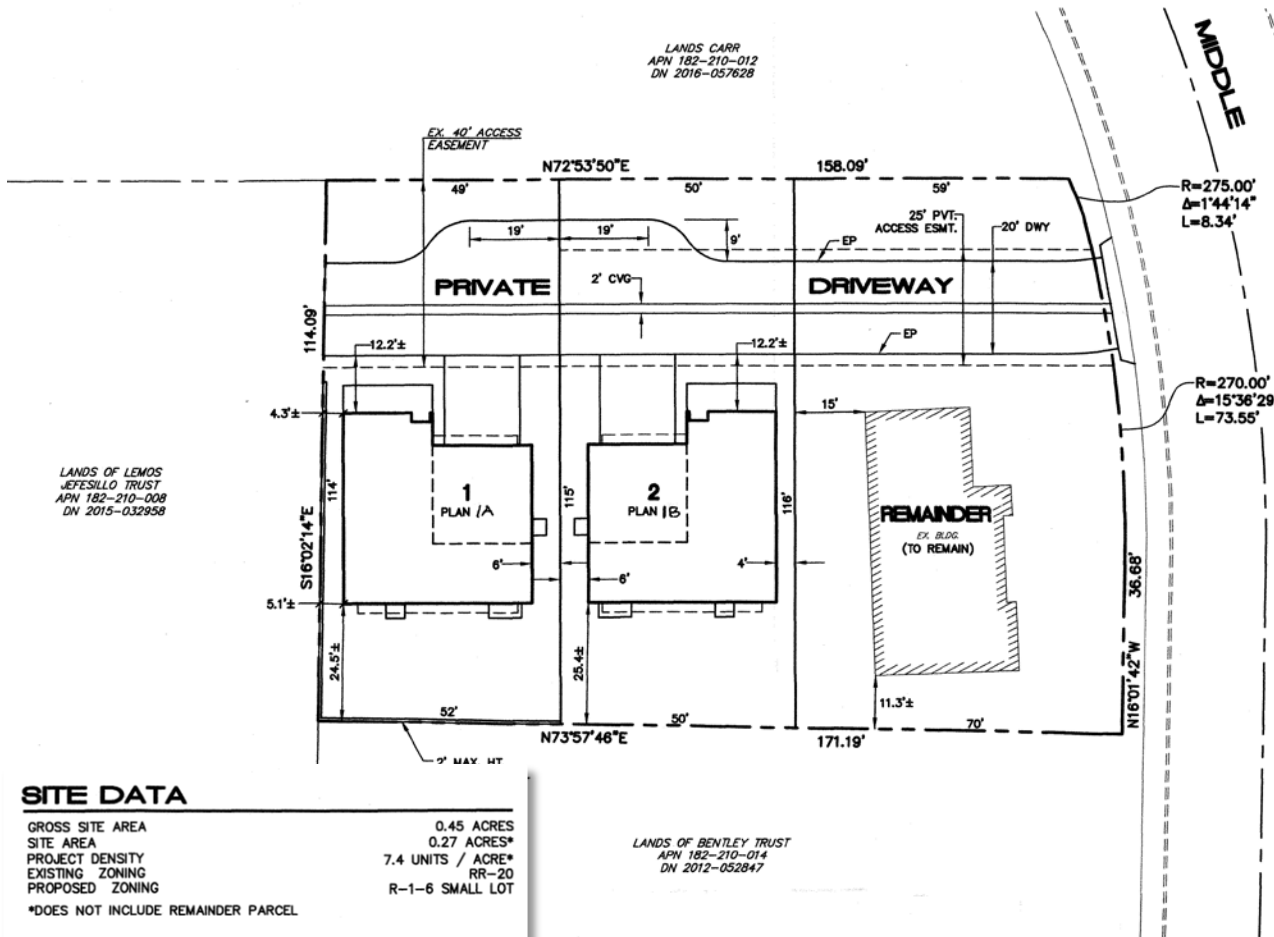 LANDS CARR
APN 182-210-012
DN 2016-057628
MIDDLE
EX. 40' ACCESS
EASEMENT
N72°53'50"E
158.09'
49'
50'
59'
R=275.00'
Δ=1°44'14"
L=8.34'
25' PVT.
ACCESS ESMT.
20' DWY
19'
19'
9'
EP
PRIVATE
2' CVG
DRIVEWAY
114.09'
EP
12.2'±
12.2'±
R=270.00'
Δ=15°36'29
L=73.55'
4.3'±
15'
LANDS OF LEMOS
JEFESILLO TRUST
APN 182-210-008
DN 2015-032958
114'
1
PLAN 1A
115'
2
PLAN 1B
116'
REMAINDER
EX. BLDG.
(TO REMAIN)
S16°02'14"E
6'
6'
4'
36.68'
5.1'±
24.5'±
25.4±
11.3'±
N16°01'42"W
52'
50'
70'
N73°57'46"E
171.19'
2' MAX. HT
SITE DATA
GROSS SITE AREA 0.45 ACRES
SITE AREA 0.27 ACRES*
PROJECT DENSITY 7.4 UNITS / ACRE*
EXISTING ZONING RR-20
PROPOSED ZONING R-1-6 SMALL LOT
*DOES NOT INCLUDE REMAINDER PARCEL
LANDS OF BENTLEY TRUST
APN 182-210-014
DN 2012-052847